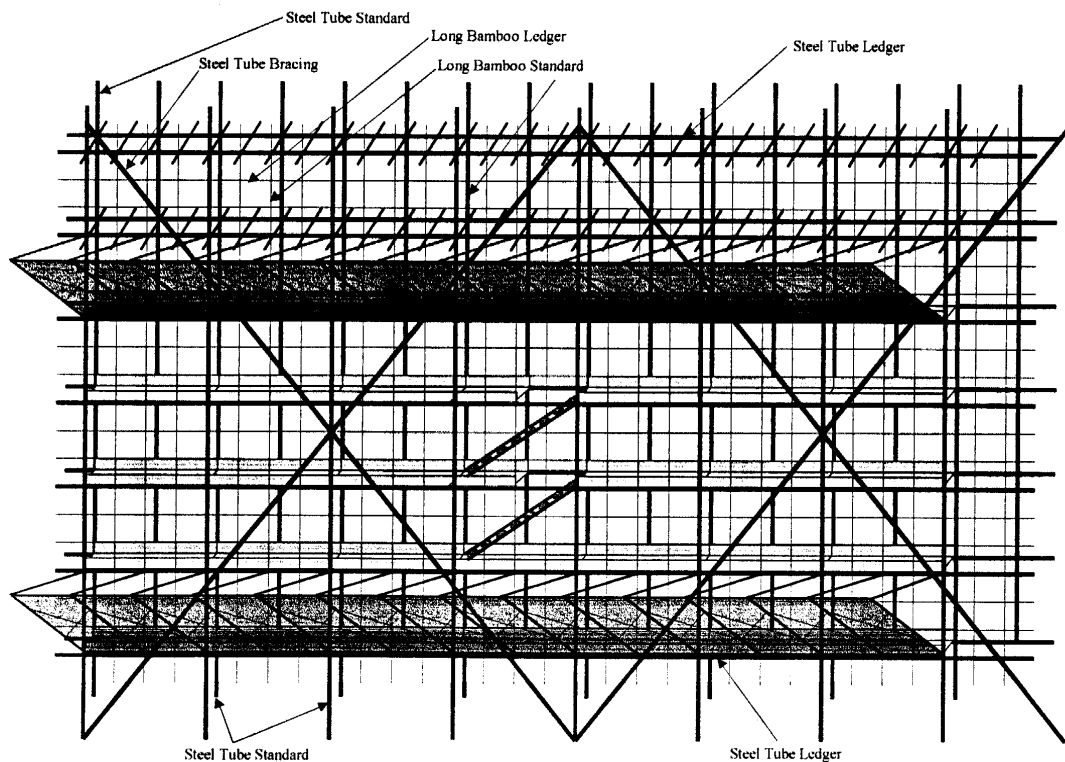 Steel Tube Standard
Long Bamboo Ledger
Steel Tube Ledger
Steel Tube Bracing
Long Bamboo Standard
Steel Tube Standard
Steel Tube Ledger